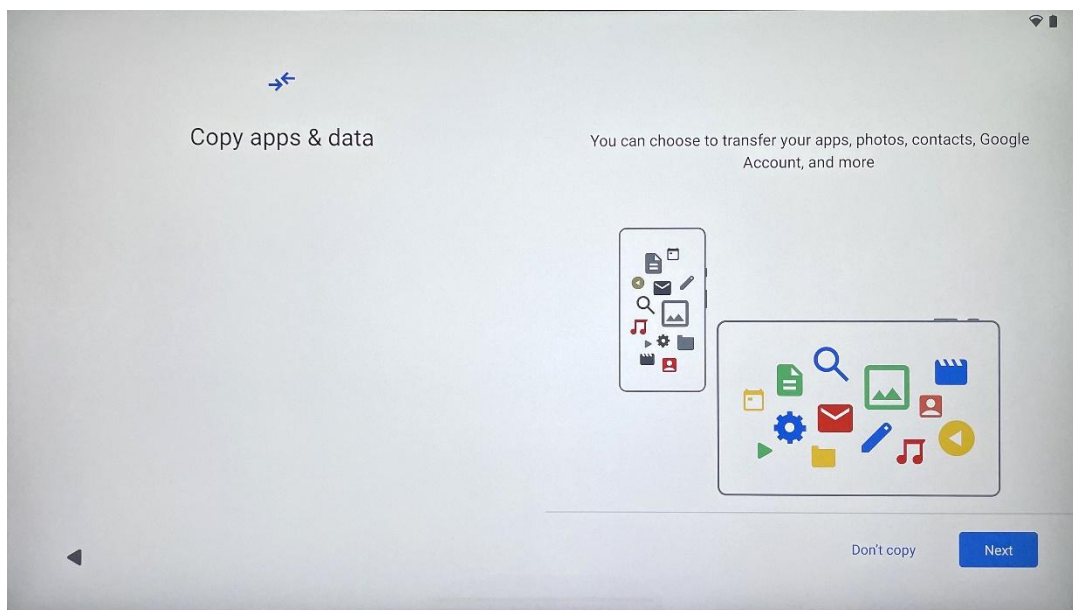 Copy apps & data
You can choose to transfer your apps, photos, contacts, Google
Account, and more
Don't copy
Next